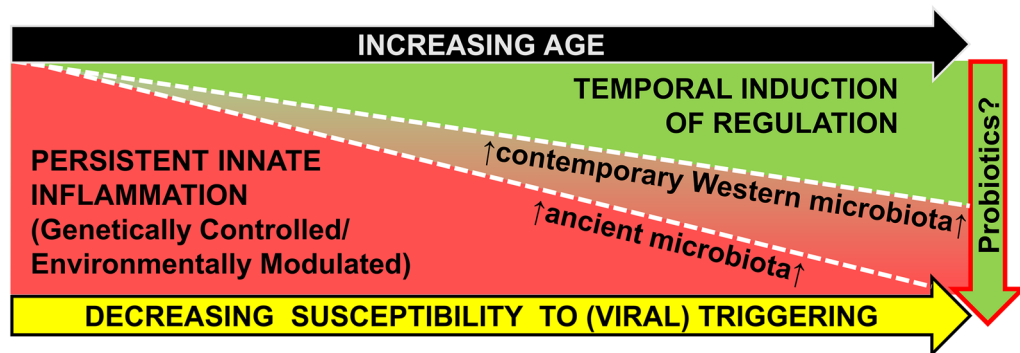 INCREASING AGE
TEMPORAL INDUCTION
OF REGULATION
Probiotics?
↑contemporary Western microbiota↑
PERSISTENT INNATE
INFLAMMATION
(Genetically Controlled/
Environmentally Modulated)
↑ancient microbiota↑
DECREASING SUSCEPTIBILITY TO (VIRAL) TRIGGERING